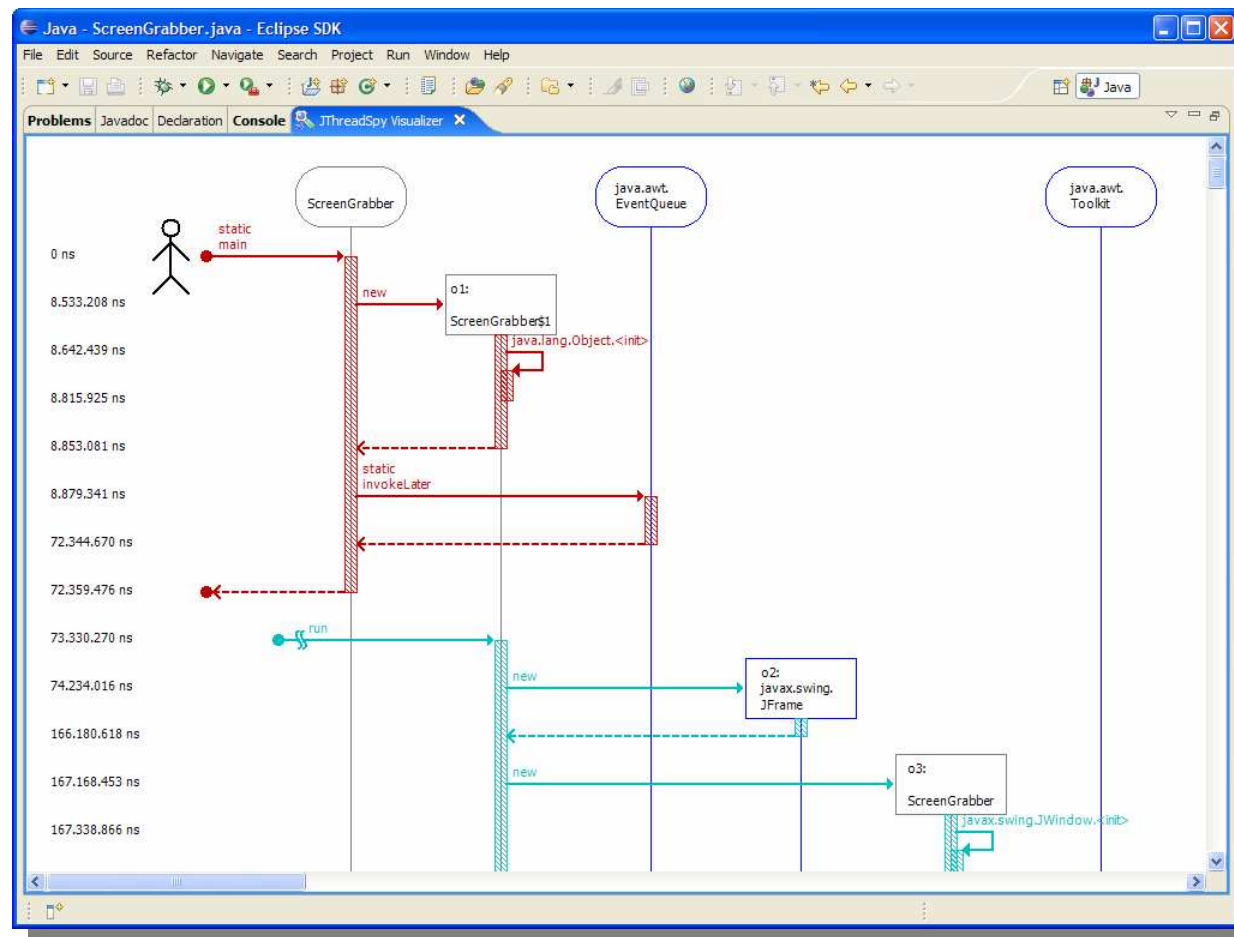 Java - ScreenGrabber.java - Eclipse SDK
File Edit Source Refactor Navigate Search Project Run Window Help
Java
Problems Javadoc Declaration Console JThreadSpy Visualizer
ScreenGrabber
java.awt.
EventQueue
java.awt.
Toolkit
static
main
0 ns
new
o1:
ScreenGrabber$1
8.533.208 ns
java.lang.Object.<init>
8.642.439 ns
8.815.925 ns
8.853.081 ns
static
invokeLater
8.879.341 ns
72.344.670 ns
72.359.476 ns
run
73.330.270 ns
new
o2:
javax.swing.
JFrame
74.234.016 ns
166.180.618 ns
new
o3:
ScreenGrabber
167.168.453 ns
javax.swing.JWindow.<init>
167.338.866 ns